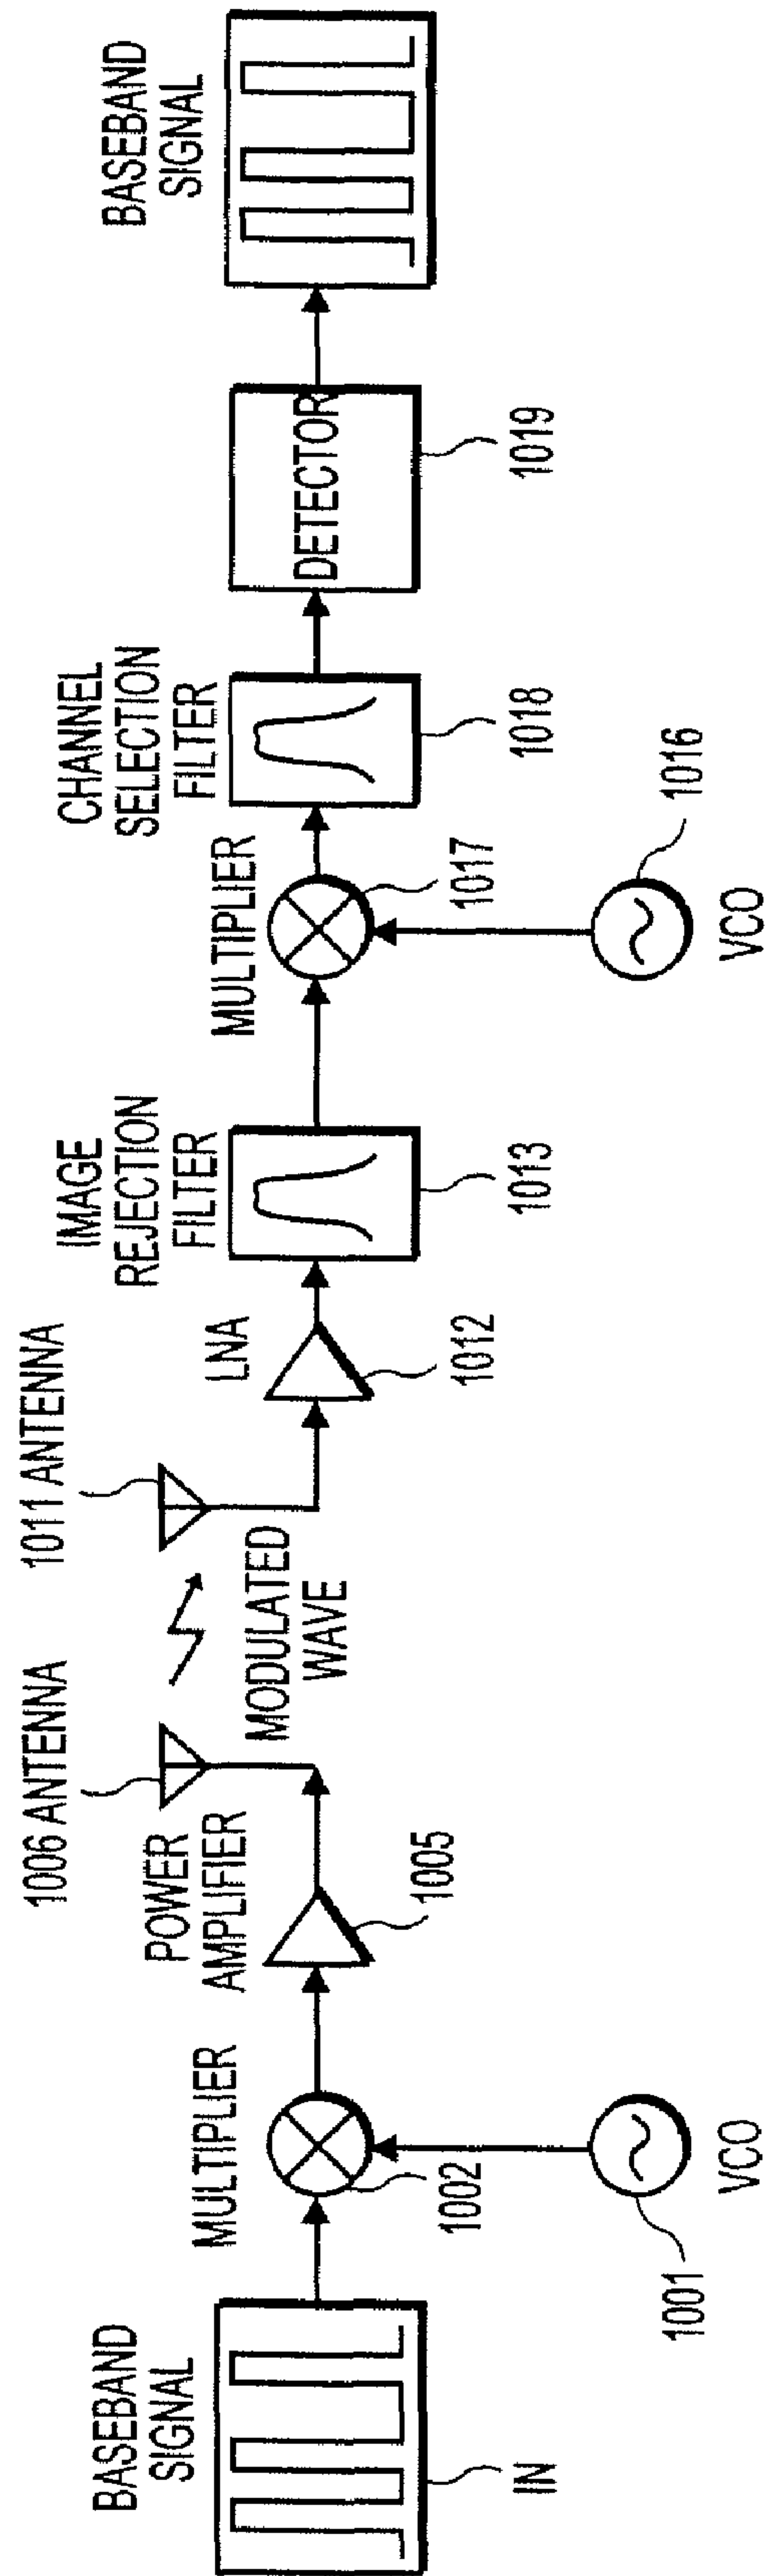 BASEBAND
SIGNAL
IN
MULTIPLIER
1002
1001
VCO
POWER
AMPLIFIER
1005
1006 ANTENNA
MODULATED
WAVE
1011 ANTENNA
LNA
1012
IMAGE
REJECTION
FILTER
1013
MULTIPLIER
1017
1016
VCO
CHANNEL
SELECTION
FILTER
1018
DETECTOR
1019
BASEBAND
SIGNAL